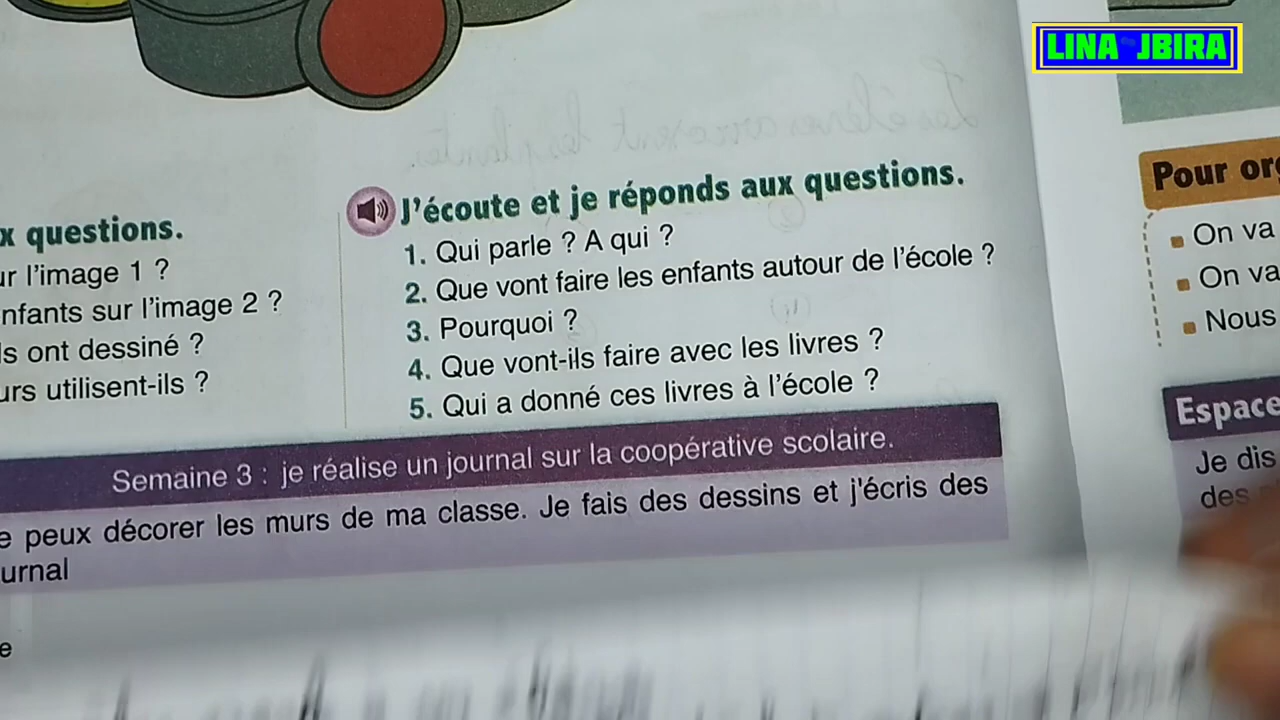 LINA JBIRA
x questions.
ur l'image 1 ?
nfants sur l'image 2 ?
ls ont dessiné ?
urs utilisent-ils ?
J'écoute et je réponds aux questions.
1. Qui parle ? A qui ?
2. Que vont faire les enfants autour de l'école ?
3. Pourquoi ?
4. Que vont-ils faire avec les livres ?
5. Qui a donné ces livres à l'école ?
Semaine 3 : je réalise un journal sur la coopérative scolaire.
e peux décorer les murs de ma classe. Je fais des dessins et j'écris des
urnal
e
Pour org
On va
On va
Nous
Espace
Je dis
des